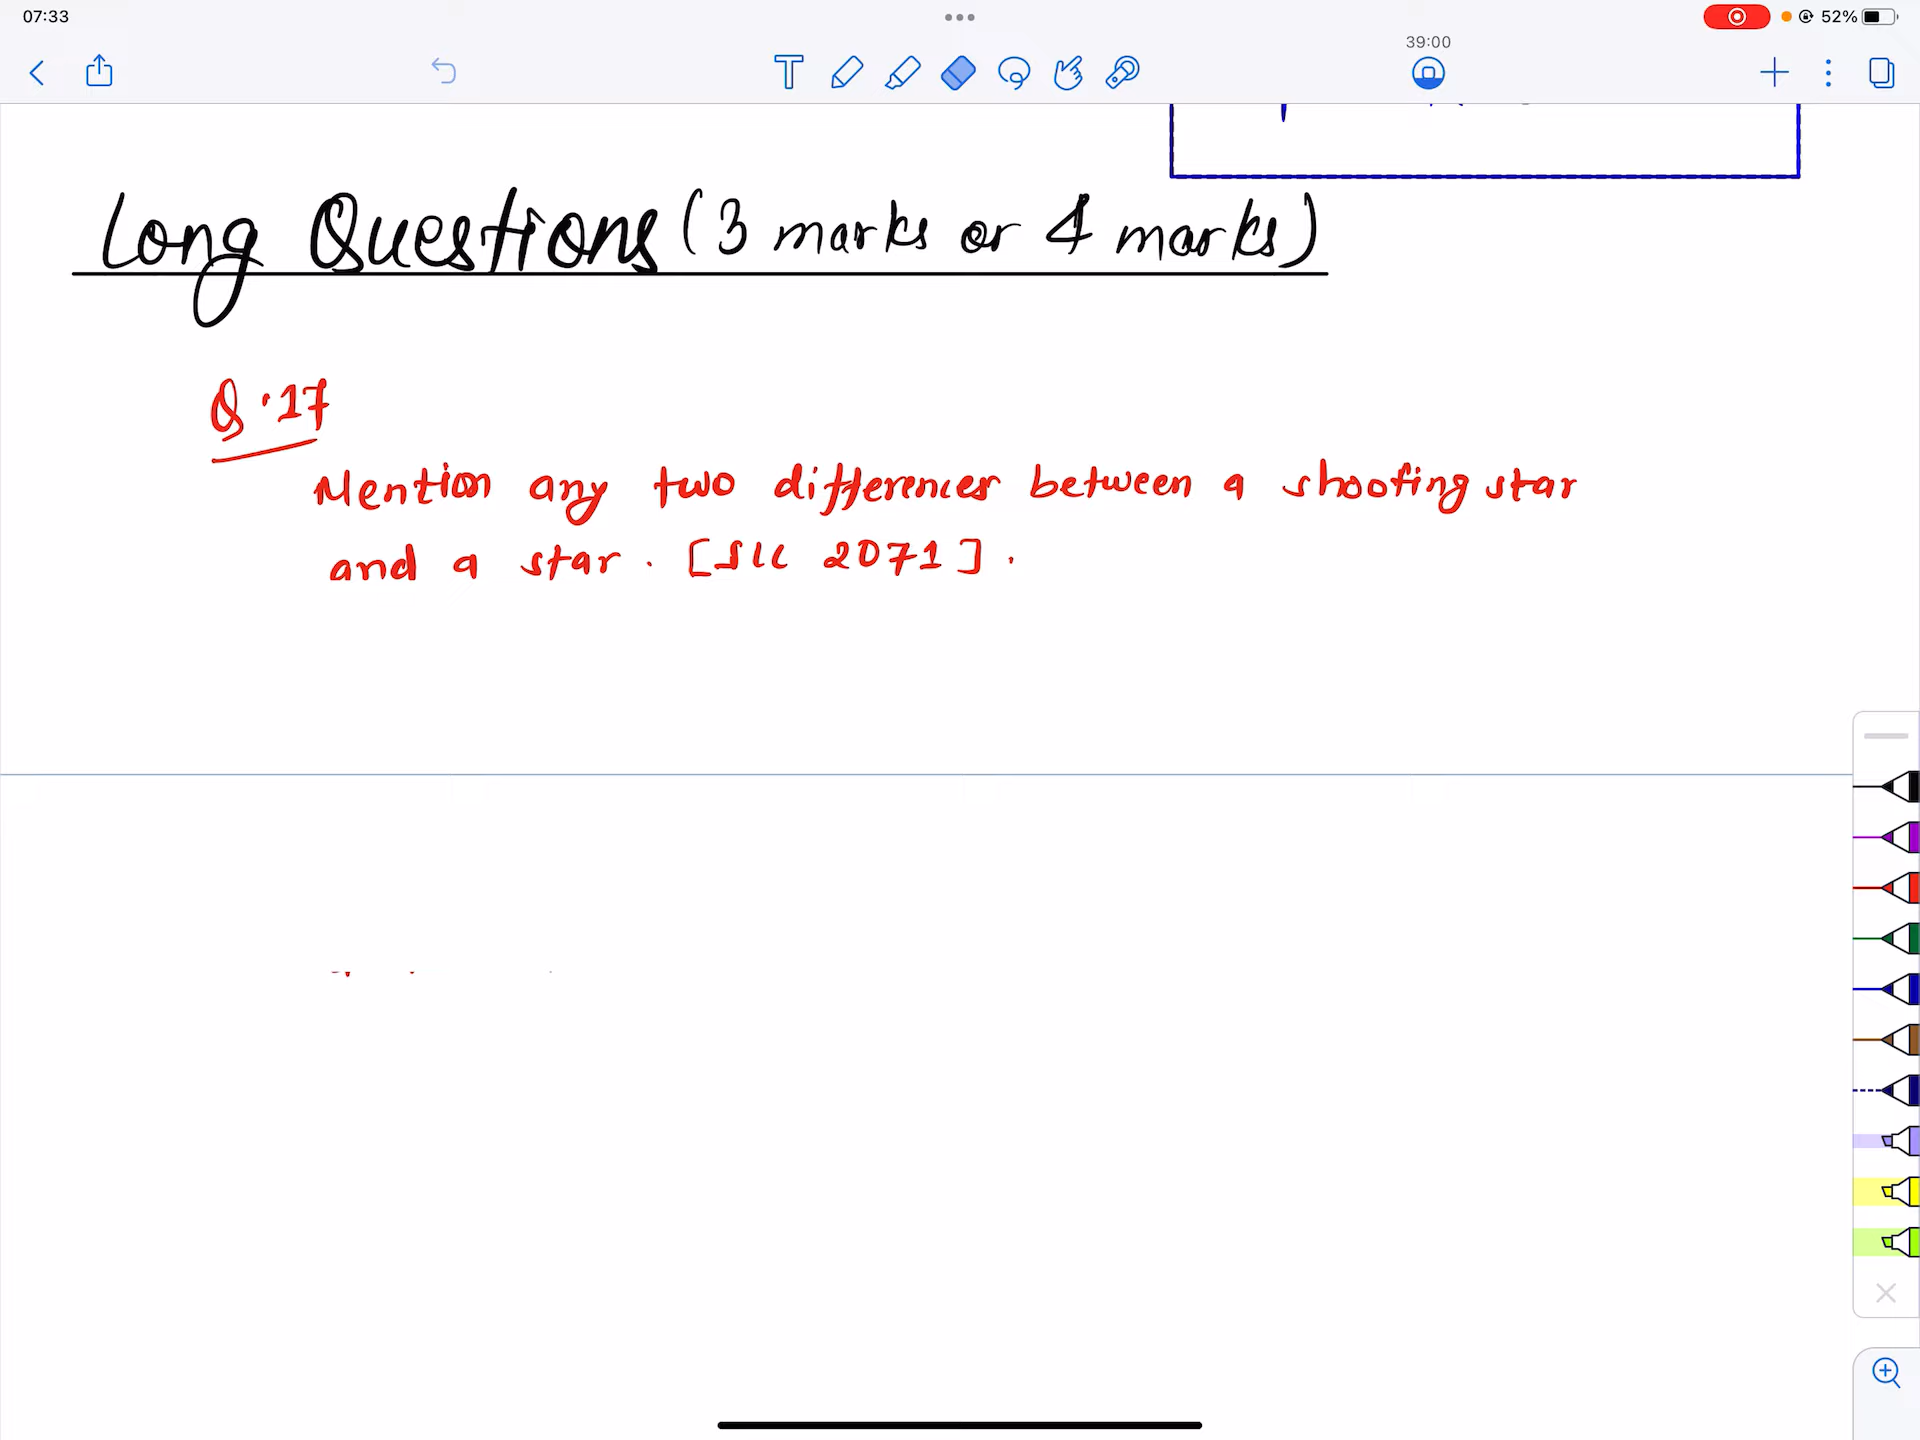 07:33
52%
39:00
Long Questions (3 marks or 4 marks)
Q.17
Mention any two differences between a shooting star
and a star. [SLC 2071].